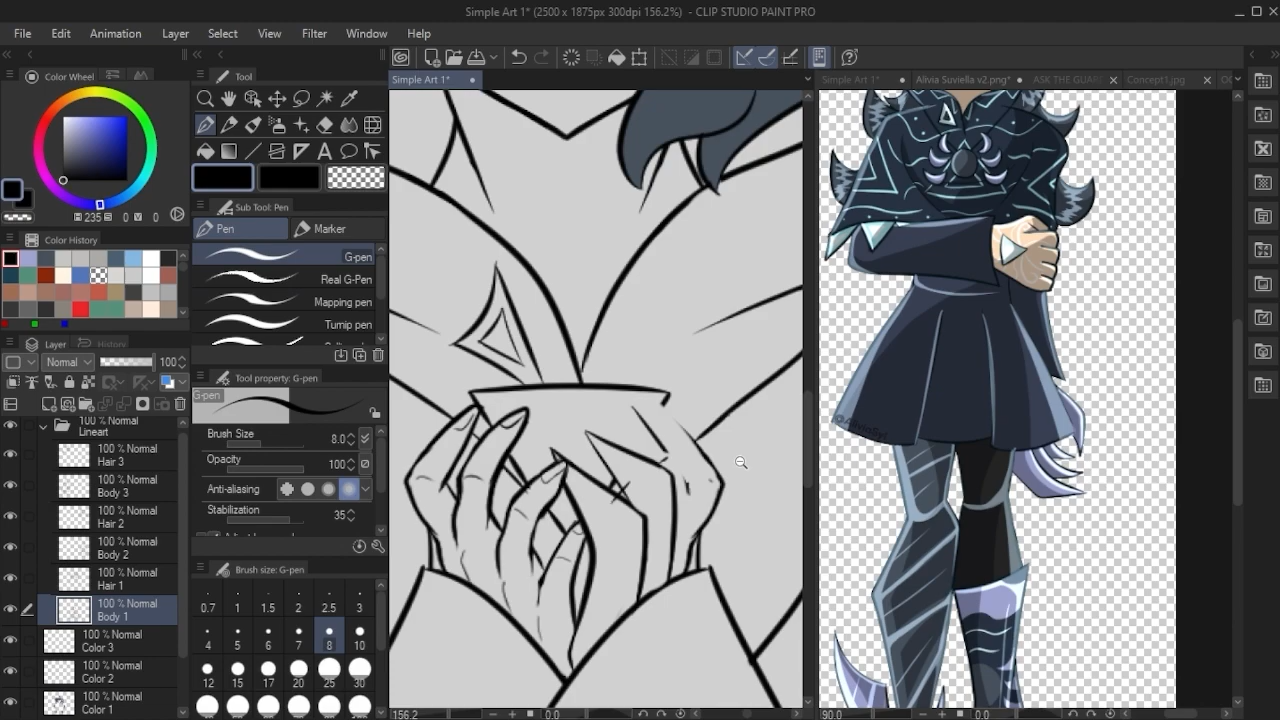 Simple Art 1* (2500 x 1875px 300dpi 156.2%) - CLIP STUDIO PAINT PRO
File Edit Animation Layer Select View Filter Window Help
Color Wheel
Tool
Simple Art 1*
Simple Art 1*
Alivia Suviella v2.png*
ASK THE GUAR
Concept1.jpg
235 0 V 0
Color History
Sub Tool: Pen
Pen
Marker
G-pen
Real G-Pen
Mapping pen
Turnip pen
Layer
History
Normal
100
Tool property: G-pen
G-pen
Brush Size 8.0
Opacity 100
Anti-aliasing
Stabilization 35
100 % Normal
Lineart
100 % Normal
Hair 3
100 % Normal
Body 3
100 % Normal
Hair 2
100 % Normal
Body 2
100 % Normal
Hair 1
100 % Normal
Body 1
100 % Normal
Color 3
100 % Normal
Color 2
100 % Normal
Color 1
Brush size: G-pen
0.7 1 1.5 2 2.5 3
4 5 6 7 8 10
12 15 17 20 25 30
156.2
0.0
90.0
0.0